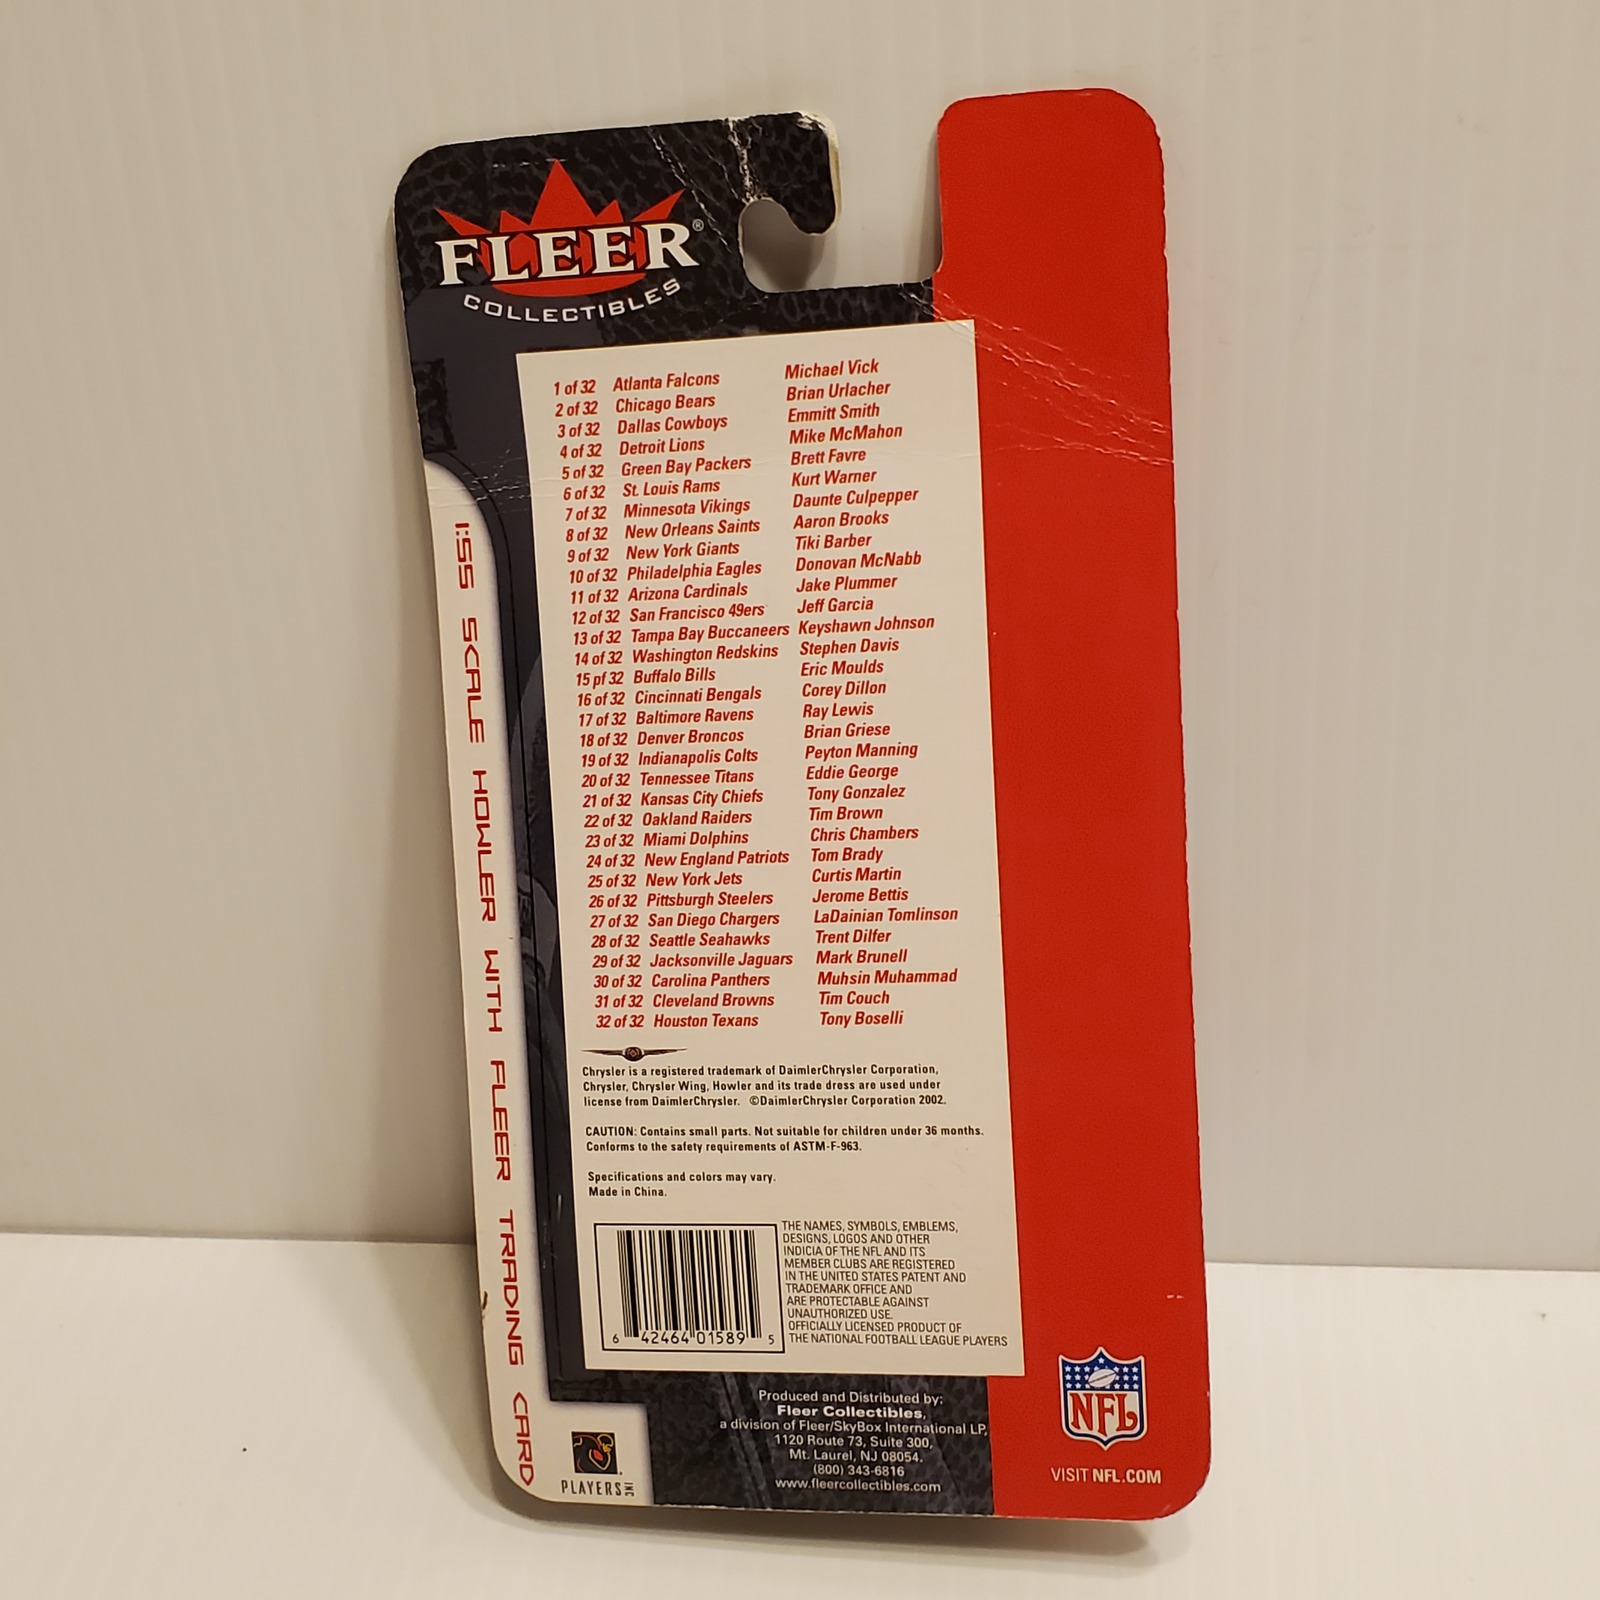 FLEER®
COLLECTIBLES
1:55 SCALE HOWLER WITH FLEER TRADING CARD
1 of 32 Atlanta Falcons Michael Vick
2 of 32 Chicago Bears Brian Urlacher
3 of 32 Dallas Cowboys Emmitt Smith
4 of 32 Detroit Lions Mike McMahon
5 of 32 Green Bay Packers Brett Favre
6 of 32 St. Louis Rams Kurt Warner
7 of 32 Minnesota Vikings Daunte Culpepper
8 of 32 New Orleans Saints Aaron Brooks
9 of 32 New York Giants Tiki Barber
10 of 32 Philadelphia Eagles Donovan McNabb
11 of 32 Arizona Cardinals Jake Plummer
12 of 32 San Francisco 49ers Jeff Garcia
13 of 32 Tampa Bay Buccaneers Keyshawn Johnson
14 of 32 Washington Redskins Stephen Davis
15 pf 32 Buffalo Bills Eric Moulds
16 of 32 Cincinnati Bengals Corey Dillon
17 of 32 Baltimore Ravens Ray Lewis
18 of 32 Denver Broncos Brian Griese
19 of 32 Indianapolis Colts Peyton Manning
20 of 32 Tennessee Titans Eddie George
21 of 32 Kansas City Chiefs Tony Gonzalez
22 of 32 Oakland Raiders Tim Brown
23 of 32 Miami Dolphins Chris Chambers
24 of 32 New England Patriots Tom Brady
25 of 32 New York Jets Curtis Martin
26 of 32 Pittsburgh Steelers Jerome Bettis
27 of 32 San Diego Chargers LaDainian Tomlinson
28 of 32 Seattle Seahawks Trent Dilfer
29 of 32 Jacksonville Jaguars Mark Brunell
30 of 32 Carolina Panthers Muhsin Muhammad
31 of 32 Cleveland Browns Tim Couch
32 of 32 Houston Texans Tony Boselli
Chrysler is a registered trademark of DaimlerChrysler Corporation,
Chrysler, Chrysler Wing, Howler and its trade dress are used under
license from DaimlerChrysler. ©DaimlerChrysler Corporation 2002.
CAUTION: Contains small parts. Not suitable for children under 36 months.
Conforms to the safety requirements of ASTM-F-963.
Specifications and colors may vary.
Made in China.
6 42464 01589 5
THE NAMES, SYMBOLS, EMBLEMS,
DESIGNS, LOGOS AND OTHER
INDICIA OF THE NFL AND ITS
MEMBER CLUBS ARE REGISTERED
IN THE UNITED STATES PATENT AND
TRADEMARK OFFICE AND
ARE PROTECTABLE AGAINST
UNAUTHORIZED USE.
OFFICIALLY LICENSED PRODUCT OF
THE NATIONAL FOOTBALL LEAGUE PLAYERS
Produced and Distributed by:
Fleer Collectibles,
a division of Fleer/SkyBox International LP,
1120 Route 73, Suite 300,
Mt. Laurel, NJ 08054.
(800) 343-6816
www.fleercollectibles.com
PLAYERS INC
NFL
VISIT NFL.COM